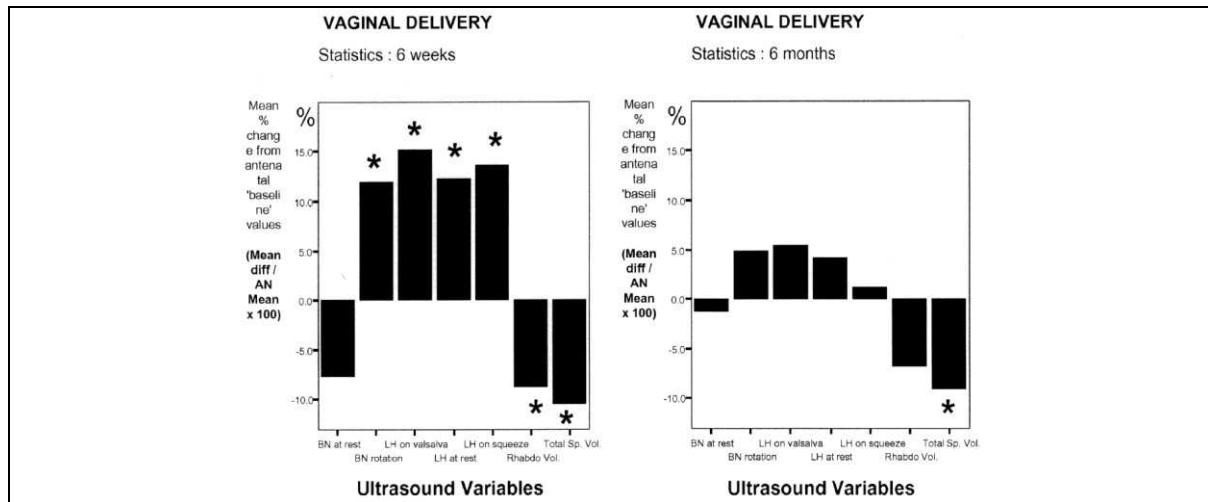 VAGINAL DELIVERY
Statistics : 6 weeks
Mean
%
chang
e from
antena
tal
'baseli
ne'
values
(Mean
diff /
AN
Mean
x 100)
%
15.0
10.0
5.0
0.0
-5.0
-10.0
*
*
*
*
*
*
BN at rest
LH on valsalva
LH on squeeze
Total Sp. Vol.
BN rotation
LH at rest
Rhabdo Vol.
Ultrasound Variables
VAGINAL DELIVERY
Statistics : 6 months
Mean
%
chang
e from
antena
tal
'baseli
ne'
values
(Mean
diff /
AN
Mean
x 100)
%
15.0
10.0
5.0
0.0
-5.0
-10.0
*
BN at rest
LH on valsalva
LH on squeeze
Total Sp. Vol.
BN rotation
LH at rest
Rhabdo Vol.
Ultrasound Variables